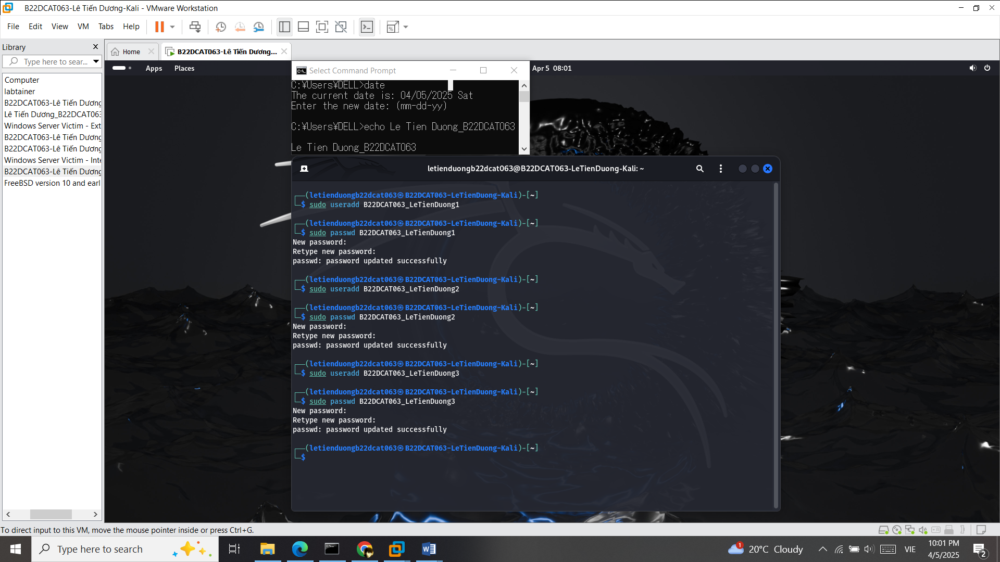 B22DCAT063-Lê Tiến Dương-Kali - VMware Workstation
File Edit View VM Tabs Help
Library
Type here to sear...
Home
B22DCAT063-Lê Tiến Dương...
Computer
labtainer
B22DCAT063-Lê Tiến Dương
Lê Tiến Dương_B22DCAT063
Windows Server Victim - Ext
B22DCAT063-Lê Tiến Dương
B22DCAT063-Lê Tiến Dương
Windows Server Victim - Inte
B22DCAT063-Lê Tiến Dương
FreeBSD version 10 and earl
Apps Places
Apr 5 08:01
Select Command Prompt
C:¥Users¥DELL>date
The current date is: 04/05/2025 Sat
Enter the new date: (mm-dd-yy)
C:¥Users¥DELL>echo Le Tien Duong_B22DCAT063
Le Tien Duong_B22DCAT063
letienduongb22dcat063@B22DCAT063-LeTienDuong-Kali: ~
┌──(letienduongb22dcat063㉿B22DCAT063-LeTienDuong-Kali)-[~]
└─$ sudo useradd B22DCAT063_LeTienDuong1
┌──(letienduongb22dcat063㉿B22DCAT063-LeTienDuong-Kali)-[~]
└─$ sudo passwd B22DCAT063_LeTienDuong1
New password:
Retype new password:
passwd: password updated successfully
┌──(letienduongb22dcat063㉿B22DCAT063-LeTienDuong-Kali)-[~]
└─$ sudo useradd B22DCAT063_LeTienDuong2
┌──(letienduongb22dcat063㉿B22DCAT063-LeTienDuong-Kali)-[~]
└─$ sudo passwd B22DCAT063_LeTienDuong2
New password:
Retype new password:
passwd: password updated successfully
┌──(letienduongb22dcat063㉿B22DCAT063-LeTienDuong-Kali)-[~]
└─$ sudo useradd B22DCAT063_LeTienDuong3
┌──(letienduongb22dcat063㉿B22DCAT063-LeTienDuong-Kali)-[~]
└─$ sudo passwd B22DCAT063_LeTienDuong3
New password:
Retype new password:
passwd: password updated successfully
┌──(letienduongb22dcat063㉿B22DCAT063-LeTienDuong-Kali)-[~]
└─$
To direct input to this VM, move the mouse pointer inside or press Ctrl+G.
Type here to search
1
20°C Cloudy
VIE
10:01 PM
4/5/2025
2